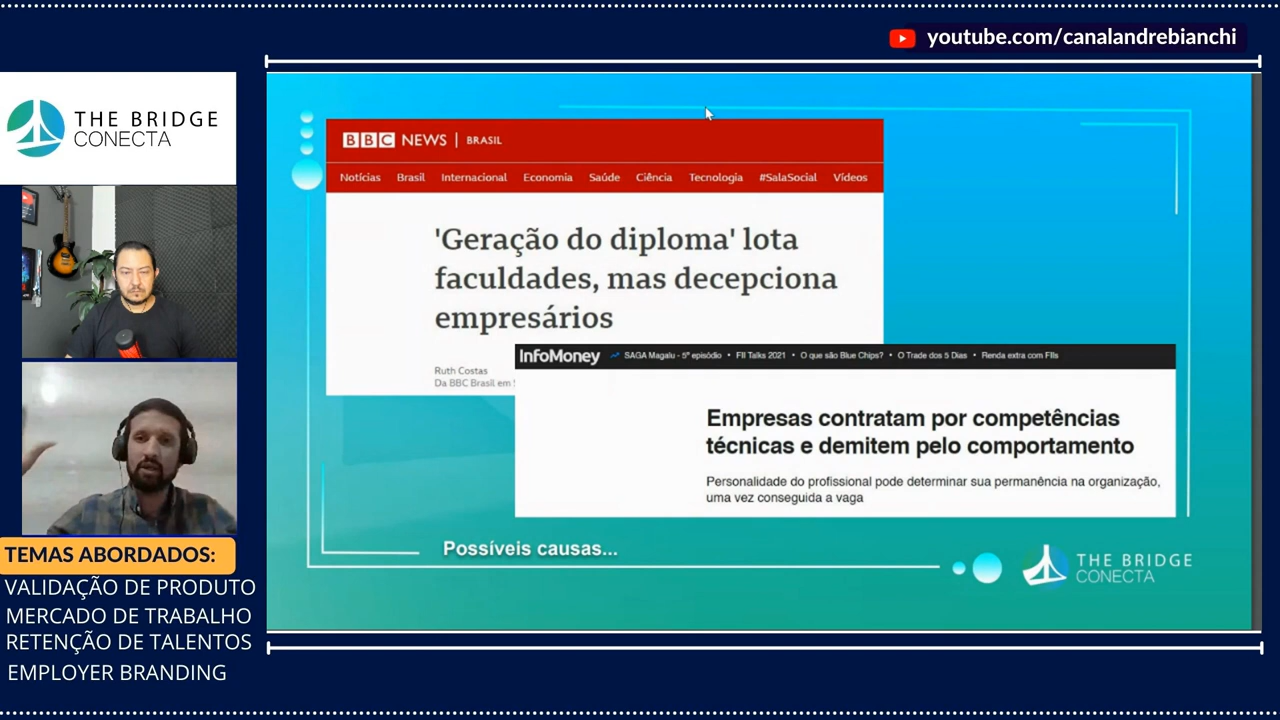 youtube.com/canalandrebianchi
THE BRIDGE
CONECTA
BBC NEWS | BRASIL
Notícias Brasil Internacional Economia Saúde Ciência Tecnologia #SalaSocial Vídeos
'Geração do diploma' lota
faculdades, mas decepciona
empresários
Ruth Costas
Da BBC Brasil em
InfoMoney SAGA Magalu - 5º episódio • FII Talks 2021 • O que são Blue Chips? • O Trade dos 5 Dias • Renda extra com FIIs
Empresas contratam por competências
técnicas e demitem pelo comportamento
Personalidade do profissional pode determinar sua permanência na organização,
uma vez conseguida a vaga
Possíveis causas...
THE BRIDGE
CONECTA
TEMAS ABORDADOS:
VALIDAÇÃO DE PRODUTO
MERCADO DE TRABALHO
RETENÇÃO DE TALENTOS
EMPLOYER BRANDING